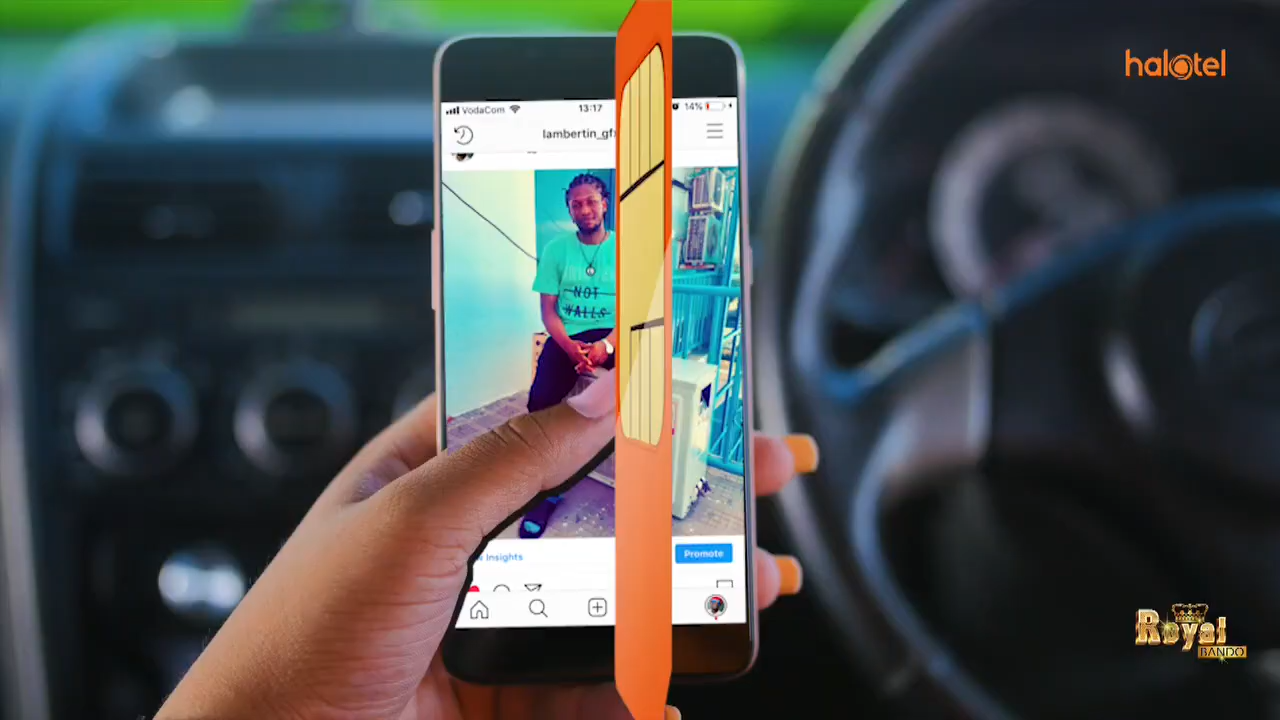 halotel
VodaCom
13:17
14%
lambertin_gf
NOT
WALLS
Insights
Promote
Royal
BANDO